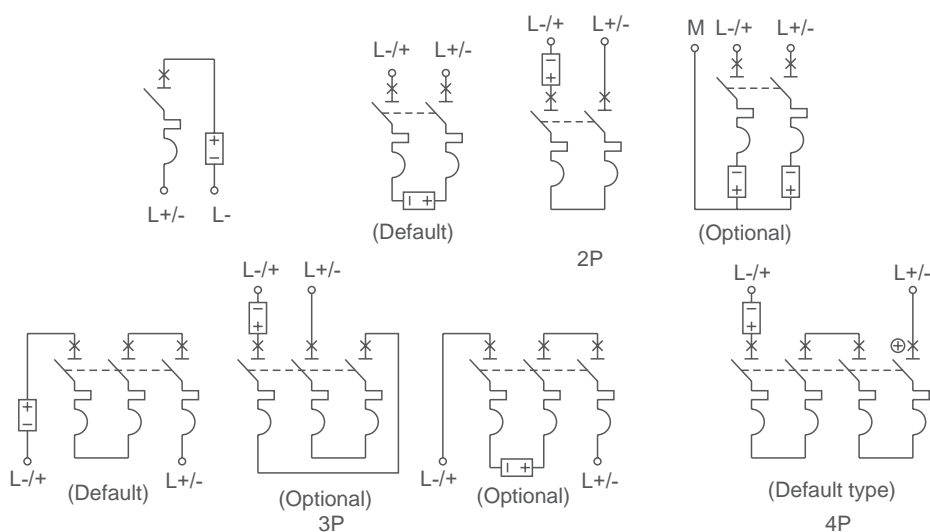 L+/- L-
L-/+ L+/-
(Default)
L-/+ L+/-
2P
M L-/+ L+/-
(Optional)
L-/+ L+/-
(Default)
L-/+ L+/-
(Optional)
3P
L-/+ L+/-
(Optional)
L-/+ L+/-
(Default type)
4P